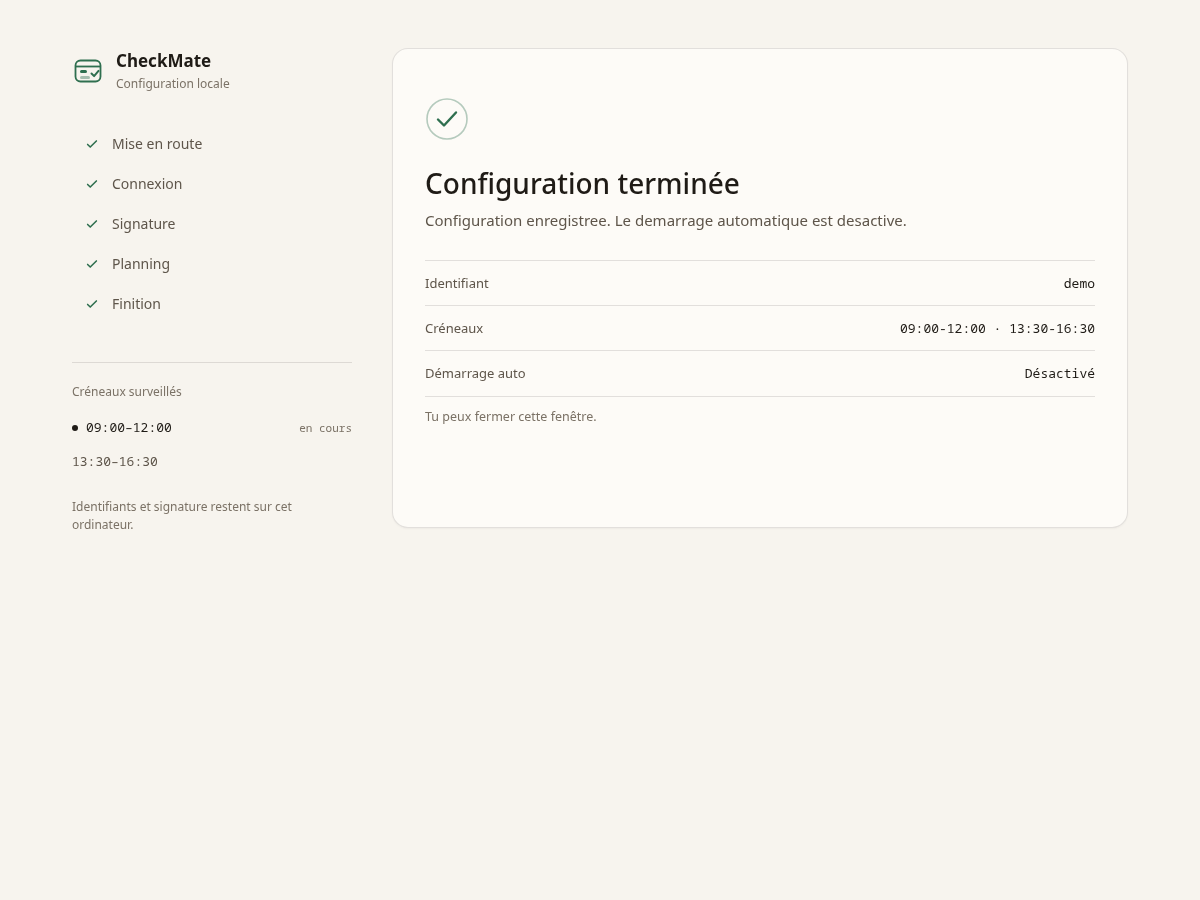 CheckMate
Configuration locale
Mise en route
Connexion
Signature
Planning
Finition
Créneaux surveillés
09:00–12:00 en cours
13:30–16:30
Identifiants et signature restent sur cet
ordinateur.
Configuration terminée
Configuration enregistree. Le demarrage automatique est desactive.
Identifiant demo
Créneaux 09:00-12:00 · 13:30-16:30
Démarrage auto Désactivé
Tu peux fermer cette fenêtre.